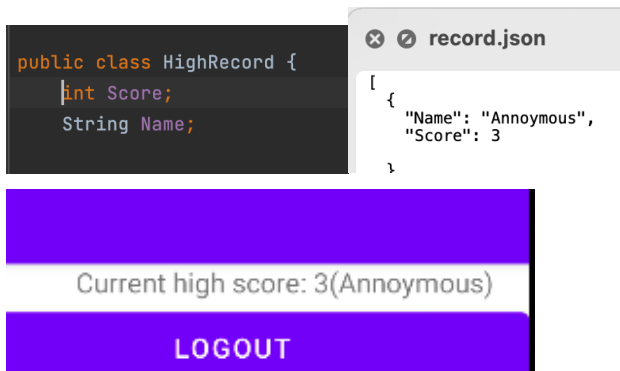 public class HighRecord {
int Score;
String Name;
record.json
[
{
"Name": "Annoymous",
"Score": 3
}
Current high score: 3(Annoymous)
LOGOUT